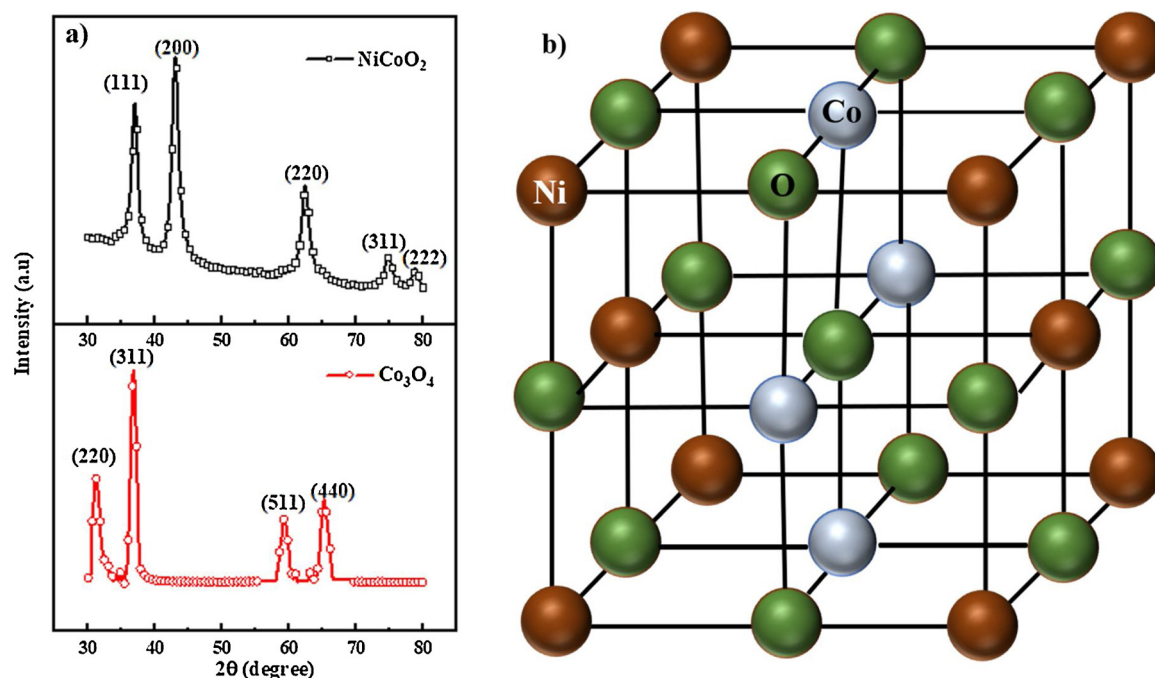 a)
NiCoO₂
(111)
(200)
(220)
(311)
(222)
30 40 50 60 70 80
Co₃O₄
(220)
(311)
(511)
(440)
30 40 50 60 70 80
2θ (degree)
Intensity (a.u)
b)
Co
Ni
O